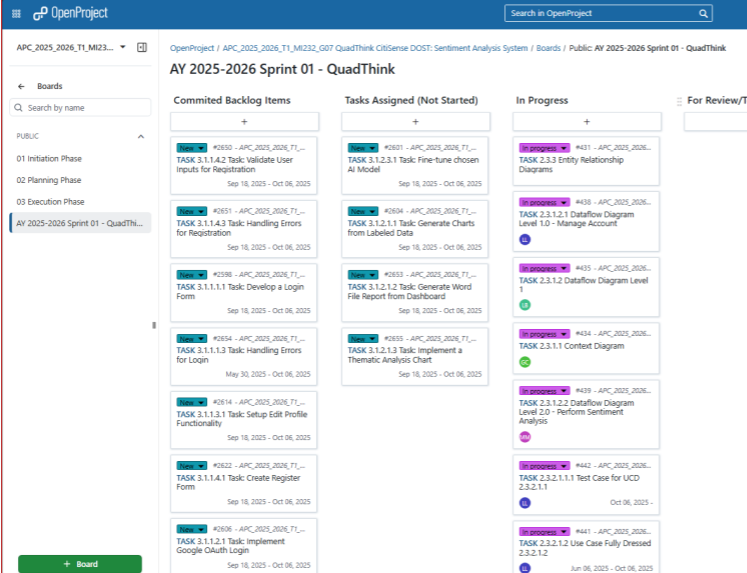 OpenProject
Search in OpenProject
APC_2025_2026_T1_MI23...
OpenProject / APC_2025_2026_T1_MI232_G07 QuadThink CitiSense DOST: Sentiment Analysis System / Boards / Public: AY 2025-2026 Sprint 01 - QuadThink
AY 2025-2026 Sprint 01 - QuadThink
Boards
Search by name
PUBLIC
01 Initiation Phase
02 Planning Phase
03 Execution Phase
AY 2025-2026 Sprint 01 - QuadThi...
+ Board
Commited Backlog Items
+
New #2650 - APC_2025_2026_T1_...
TASK 3.1.1.4.2 Task: Validate User
Inputs for Registration
Sep 18, 2025 - Oct 06, 2025
New #2651 - APC_2025_2026_T1_...
TASK 3.1.1.4.3 Task: Handling Errors
for Registration
Sep 18, 2025 - Oct 06, 2025
New #2598 - APC_2025_2026_T1_...
TASK 3.1.1.1.1 Task: Develop a Login
Form
Sep 18, 2025 - Oct 06, 2025
New #2654 - APC_2025_2026_T1_...
TASK 3.1.1.1.3 Task: Handling Errors
for Login
May 30, 2025 - Oct 06, 2025
New #2614 - APC_2025_2026_T1_...
TASK 3.1.1.3.1 Task: Setup Edit Profile
Functionality
Sep 18, 2025 - Oct 06, 2025
New #2622 - APC_2025_2026_T1_...
TASK 3.1.1.4.1 Task: Create Register
Form
Sep 18, 2025 - Oct 06, 2025
New #2606 - APC_2025_2026_T1_...
TASK 3.1.1.2.1 Task: Implement
Google OAuth Login
Sep 18, 2025 - Oct 06, 2025
Tasks Assigned (Not Started)
+
New #2601 - APC_2025_2026_T1_...
TASK 3.1.2.3.1 Task: Fine-tune chosen
AI Model
Sep 18, 2025 - Oct 06, 2025
New #2604 - APC_2025_2026_T1_...
TASK 3.1.2.1.1 Task: Generate Charts
from Labeled Data
Sep 18, 2025 - Oct 06, 2025
New #2653 - APC_2025_2026_T1_...
TASK 3.1.2.1.2 Task: Generate Word
File Report from Dashboard
Sep 18, 2025 - Oct 06, 2025
New #2655 - APC_2025_2026_T1_...
TASK 3.1.2.1.3 Task: Implement a
Thematic Analysis Chart
Sep 18, 2025 - Oct 06, 2025
In Progress
+
In progress #431 - APC_2025_2026...
TASK 2.3.3 Entity Relationship
Diagrams
In progress #438 - APC_2025_2026...
TASK 2.3.1.2.1 Dataflow Diagram
Level 1.0 - Manage Account
LL
In progress #435 - APC_2025_2026...
TASK 2.3.1.2 Dataflow Diagram Level
1
In progress #434 - APC_2025_2026...
TASK 2.3.1.1 Context Diagram
GC
In progress #439 - APC_2025_2026...
TASK 2.3.1.2.2 Dataflow Diagram
Level 2.0 - Perform Sentiment
Analysis
MM
In progress #442 - APC_2025_2026...
TASK 2.3.2.1.1.1 Test Case for UCD
2.3.2.1.1
LL
Oct 06, 2025 -
In progress #441 - APC_2025_2026...
TASK 2.3.2.1.2 Use Case Fully Dressed
2.3.2.1.2
LL
Jun 06, 2025 - Oct 06, 2025
For Review/T